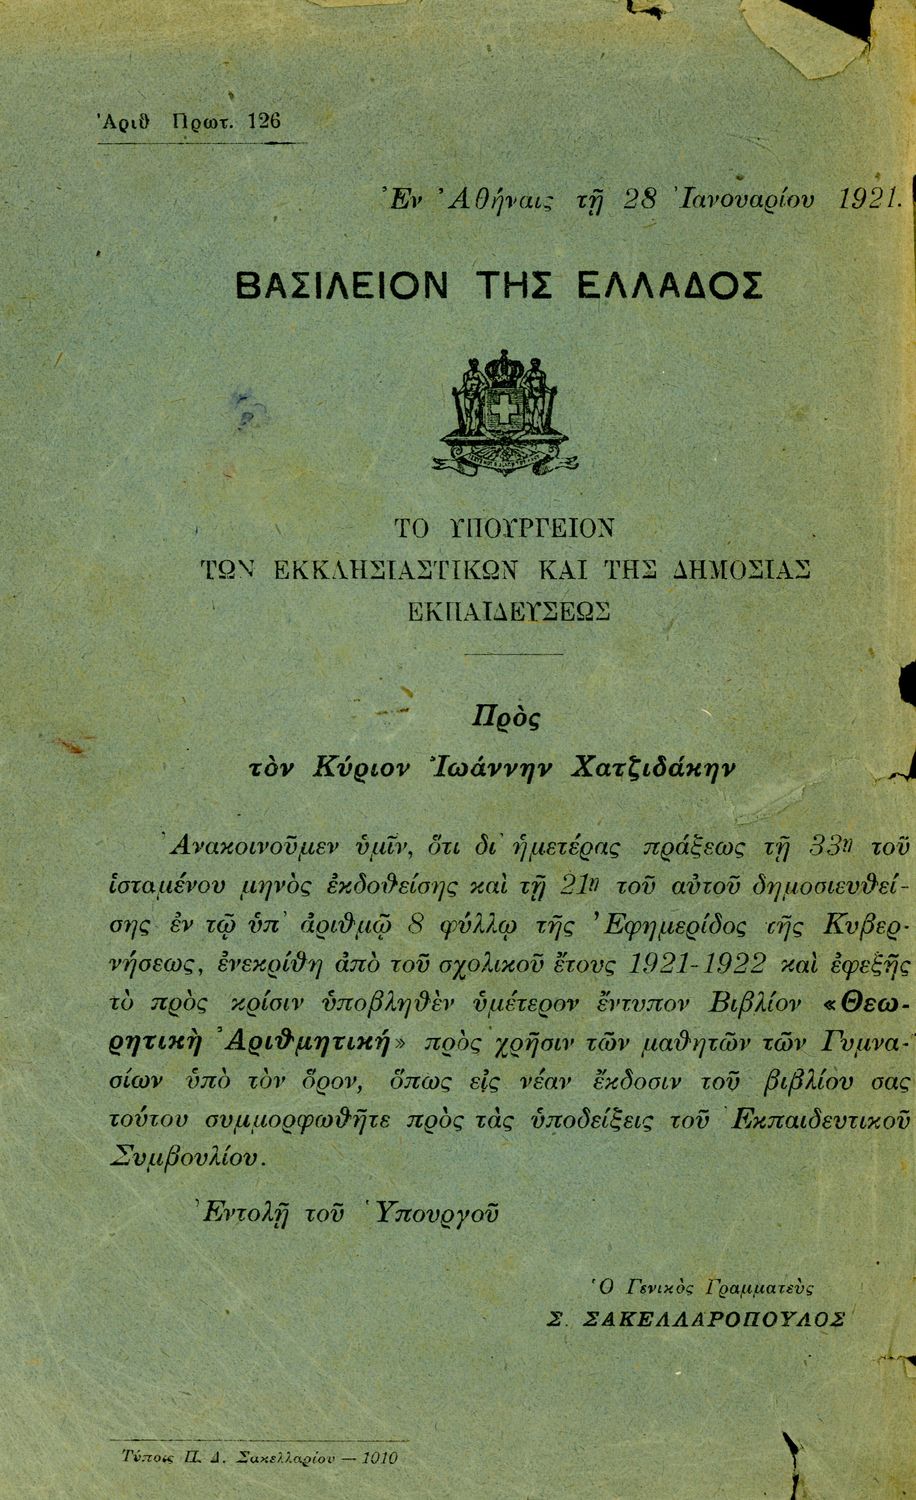 Ἀριθ Πρωτ. 126
Ἐν Ἀθήναις τῇ 28 Ἰανουαρίου 1921.
ΒΑΣΙΛΕΙΟΝ ΤΗΣ ΕΛΛΑΔΟΣ
ΤΟ ΥΠΟΥΡΓΕΙΟΝ
ΤΩΝ ΕΚΚΛΗΣΙΑΣΤΙΚΩΝ ΚΑΙ ΤΗΣ ΔΗΜΟΣΙΑΣ
ΕΚΠΑΙΔΕΥΣΕΩΣ
Πρὸς
τὸν Κύριον Ἰωάννην Χατζιδάκην
Ἀνακοινοῦμεν ὑμῖν, ὅτι δι' ἡμετέρας πράξεως τῇ 33ῃ τοῦ
ἱσταμένου μηνὸς ἐκδοθείσης καὶ τῇ 21ῃ τοῦ αὐτοῦ δημοσιευθεί-
σης ἐν τῷ ὑπ' ἀριθμῷ 8 φύλλῳ τῆς Ἐφημερίδος τῆς Κυβερ-
νήσεως, ἐνεκρίθη ἀπὸ τοῦ σχολικοῦ ἔτους 1921-1922 καὶ ἐφεξῆς
τὸ πρὸς κρίσιν ὑποβληθὲν ὑμέτερον ἔντυπον Βιβλίον «Θεω-
ρητικὴ Ἀριθμητική» πρὸς χρῆσιν τῶν μαθητῶν τῶν Γυμνα-
σίων ὑπὸ τὸν ὅρον, ὅπως εἰς νέαν ἔκδοσιν τοῦ βιβλίου σας
τούτου συμμορφωθῆτε πρὸς τὰς ὑποδείξεις τοῦ Ἐκπαιδευτικοῦ
Συμβουλίου.
Ἐντολῇ τοῦ Ὑπουργοῦ
Ὁ Γενικὸς Γραμματεὺς
Σ. ΣΑΚΕΛΛΑΡΟΠΟΥΛΟΣ
Τύποις Π. Δ. Σακελλαρίου — 1010